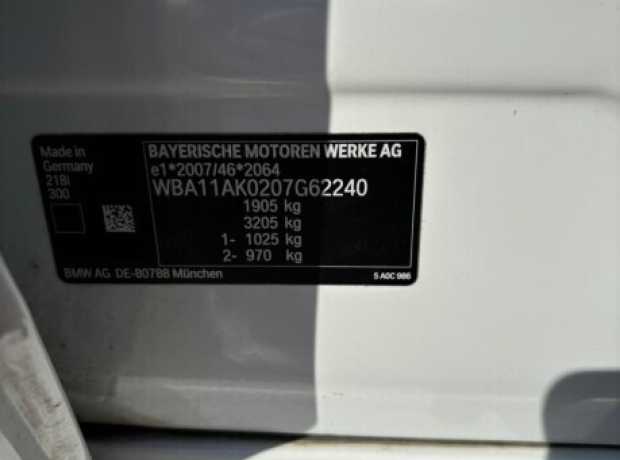 Made in
Germany
218i
300
BAYERISCHE MOTOREN WERKE AG
e1*2007/46*2064
WBA11AK0207G62240
1905 kg
3205 kg
1- 1025 kg
2- 970 kg
BMW AG DE-80788 München
5 A0C 986